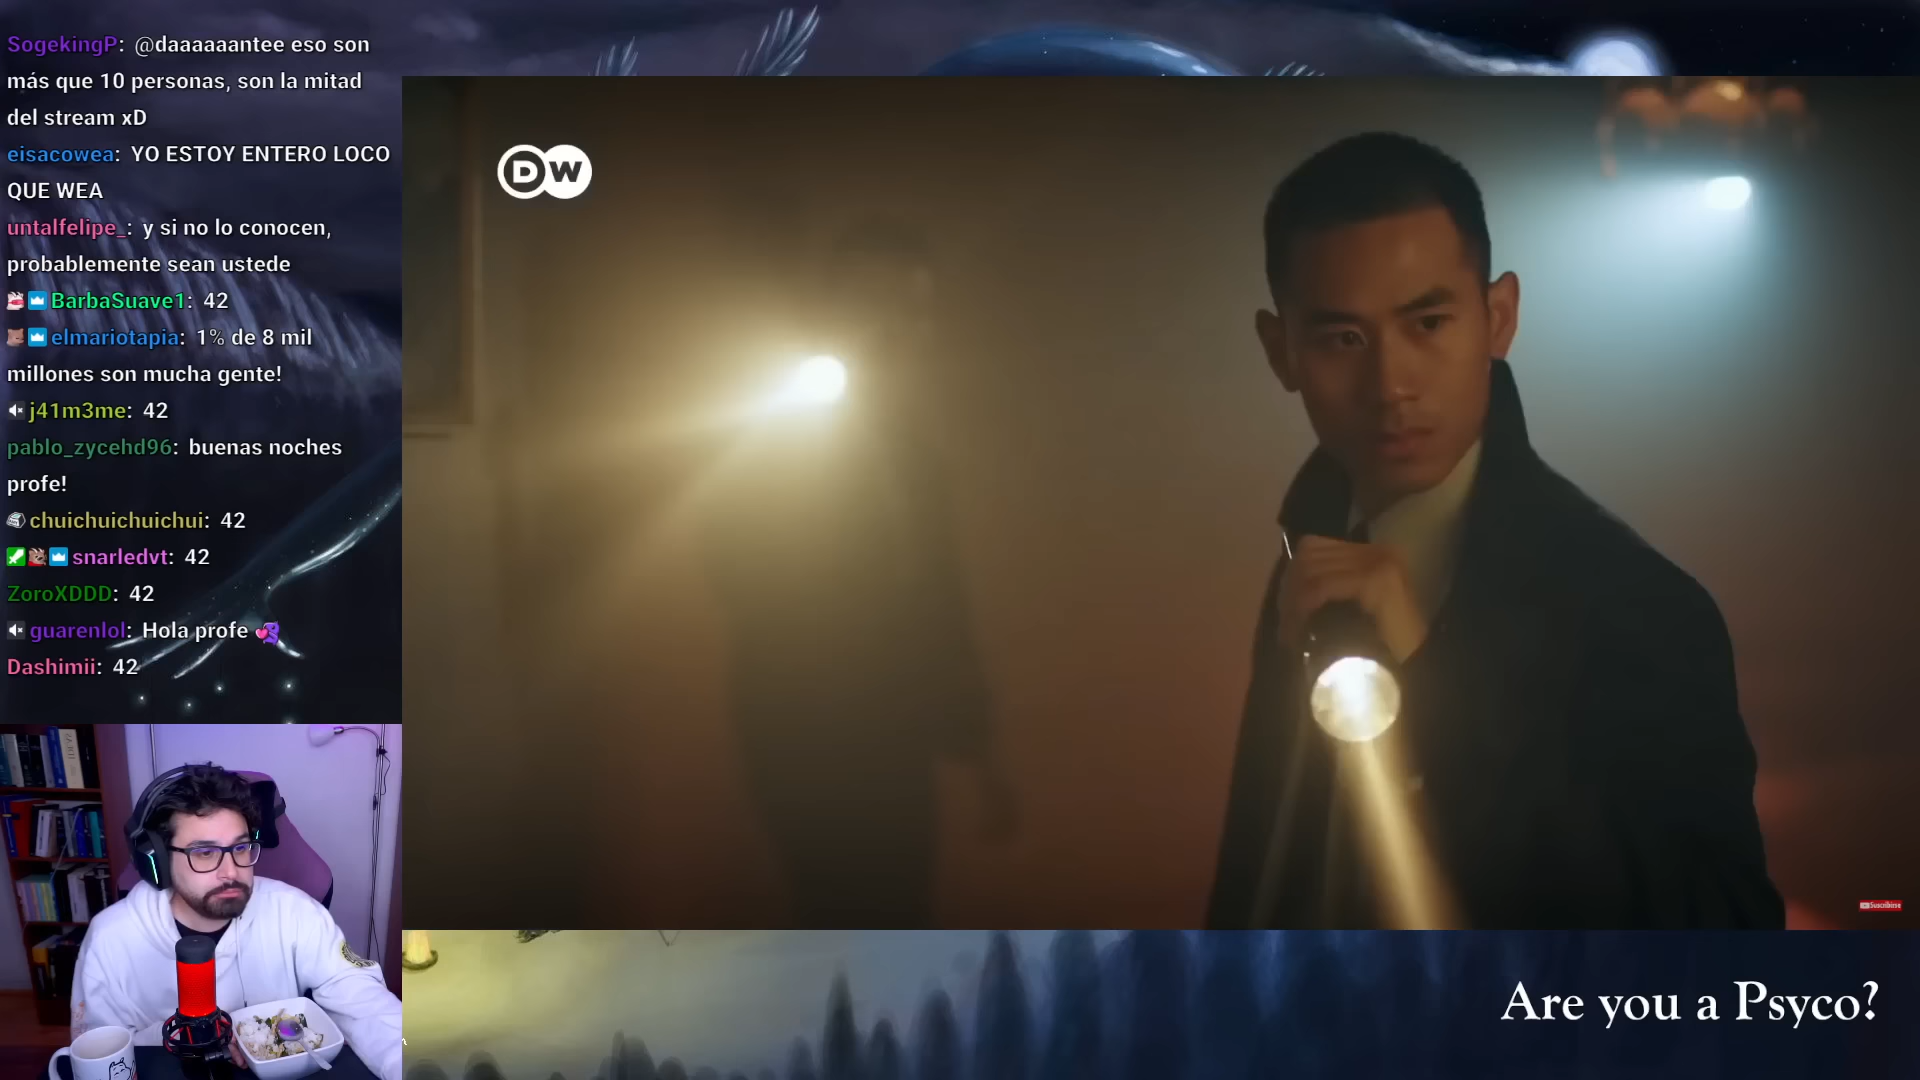 SogekingP: @daaaaaantee eso son
más que 10 personas, son la mitad
del stream xD
eisacowea: YO ESTOY ENTERO LOCO
QUE WEA
untalfelipe_: y si no lo conocen,
probablemente sean ustede
BarbaSuave1: 42
elmariotapia: 1% de 8 mil
millones son mucha gente!
j41m3me: 42
pablo_zycehd96: buenas noches
profe!
chuichuichuichui: 42
snarledvt: 42
ZoroXDDD: 42
guarenlol: Hola profe
Dashimii: 42
DW
Suscribirse
Are you a Psyco?